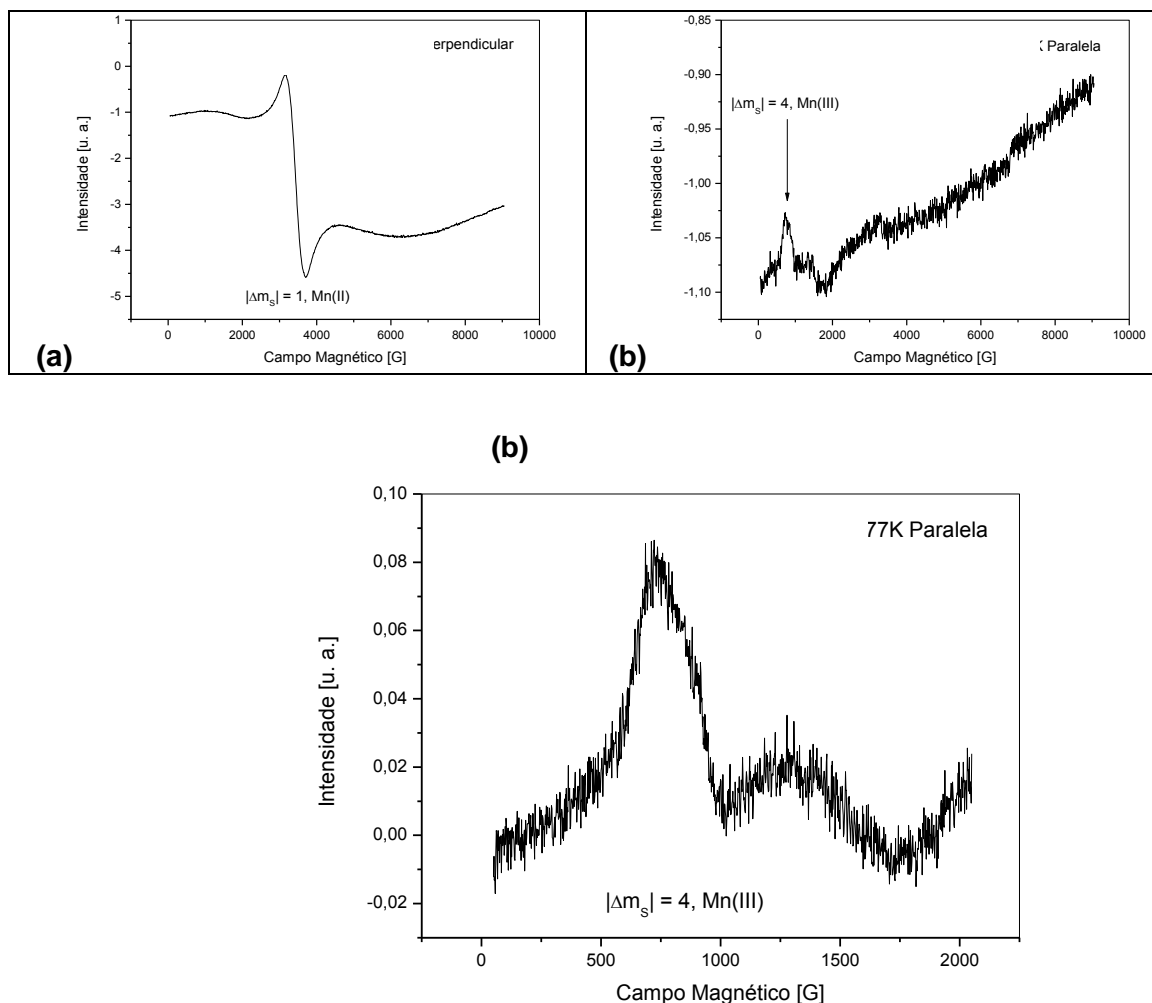 1
0
-1
-2
-3
-4
-5
erpendicular
|Δm_S| = 1, Mn(II)
0 2000 4000 6000 8000 10000
Intensidade [u. a.]
Campo Magnético [G]
(a)
-0,85
-0,90
-0,95
-1,00
-1,05
-1,10
Paralela
|Δm_S| = 4, Mn(III)
0 2000 4000 6000 8000 10000
Intensidade [u. a.]
Campo Magnético [G]
(b)
(b)
0,10
0,08
0,06
0,04
0,02
0,00
-0,02
77K Paralela
|Δm_S| = 4, Mn(III)
0 500 1000 1500 2000
Intensidade [u. a.]
Campo Magnético [G]